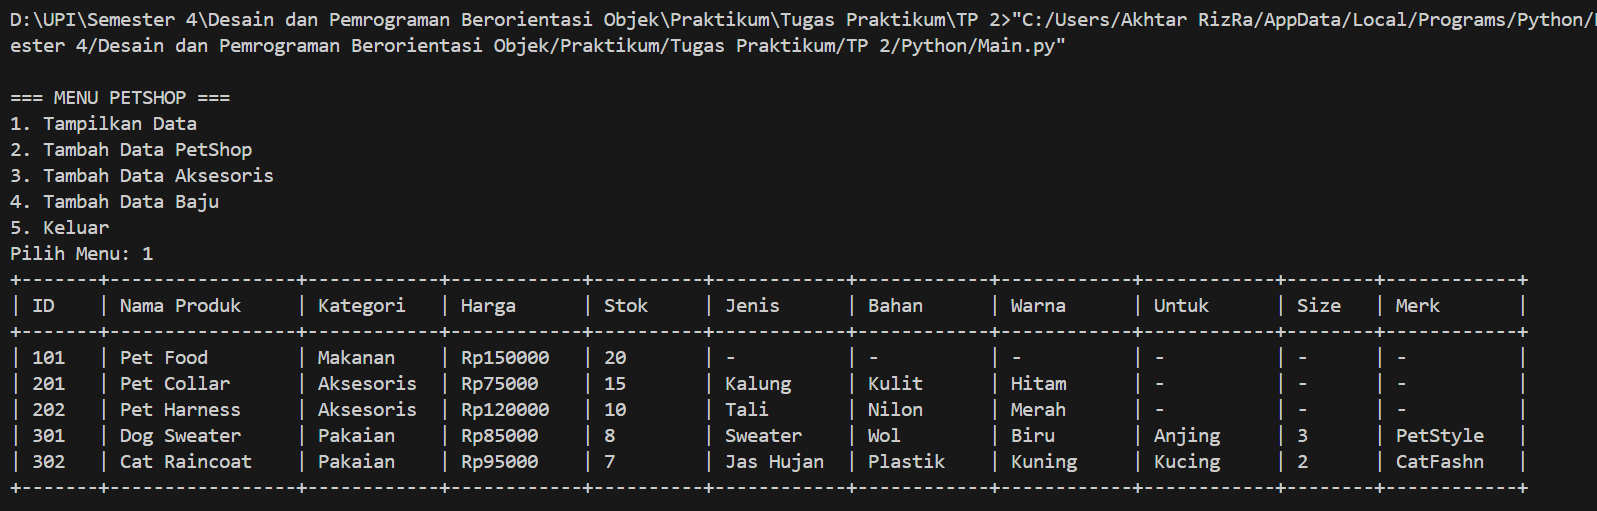 D:\UPI\Semester 4\Desain dan Pemrograman Berorientasi Objek\Praktikum\Tugas Praktikum\TP 2>"C:/Users/Akhtar RizRa/AppData/Local/Programs/Python/
ester 4/Desain dan Pemrograman Berorientasi Objek/Praktikum/Tugas Praktikum/TP 2/Python/Main.py"
=== MENU PETSHOP ===
1. Tampilkan Data
2. Tambah Data PetShop
3. Tambah Data Aksesoris
4. Tambah Data Baju
5. Keluar
Pilih Menu: 1
+-------+-----------------+------------+------------+----------+------------+------------+------------+------------+--------+------------+
| ID    | Nama Produk     | Kategori   | Harga      | Stok     | Jenis      | Bahan      | Warna      | Untuk      | Size   | Merk       |
+-------+-----------------+------------+------------+----------+------------+------------+------------+------------+--------+------------+
| 101   | Pet Food        | Makanan    | Rp150000   | 20       | -          | -          | -          | -          | -      | -          |
| 201   | Pet Collar      | Aksesoris  | Rp75000    | 15       | Kalung     | Kulit      | Hitam      | -          | -      | -          |
| 202   | Pet Harness     | Aksesoris  | Rp120000   | 10       | Tali       | Nilon      | Merah      | -          | -      | -          |
| 301   | Dog Sweater     | Pakaian    | Rp85000    | 8        | Sweater    | Wol        | Biru       | Anjing     | 3      | PetStyle   |
| 302   | Cat Raincoat    | Pakaian    | Rp95000    | 7        | Jas Hujan  | Plastik    | Kuning     | Kucing     | 2      | CatFashn   |
+-------+-----------------+------------+------------+----------+------------+------------+------------+------------+--------+------------+